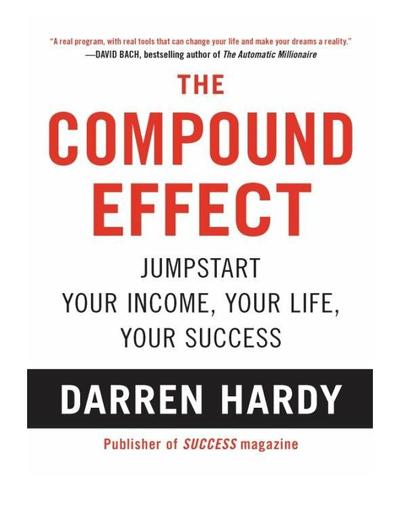 "A real program, with real tools that can change your life and make your dreams a reality."
—DAVID BACH, bestselling author of The Automatic Millionaire
THE
COMPOUND
EFFECT
JUMPSTART
YOUR INCOME, YOUR LIFE,
YOUR SUCCESS
DARREN HARDY
Publisher of SUCCESS magazine